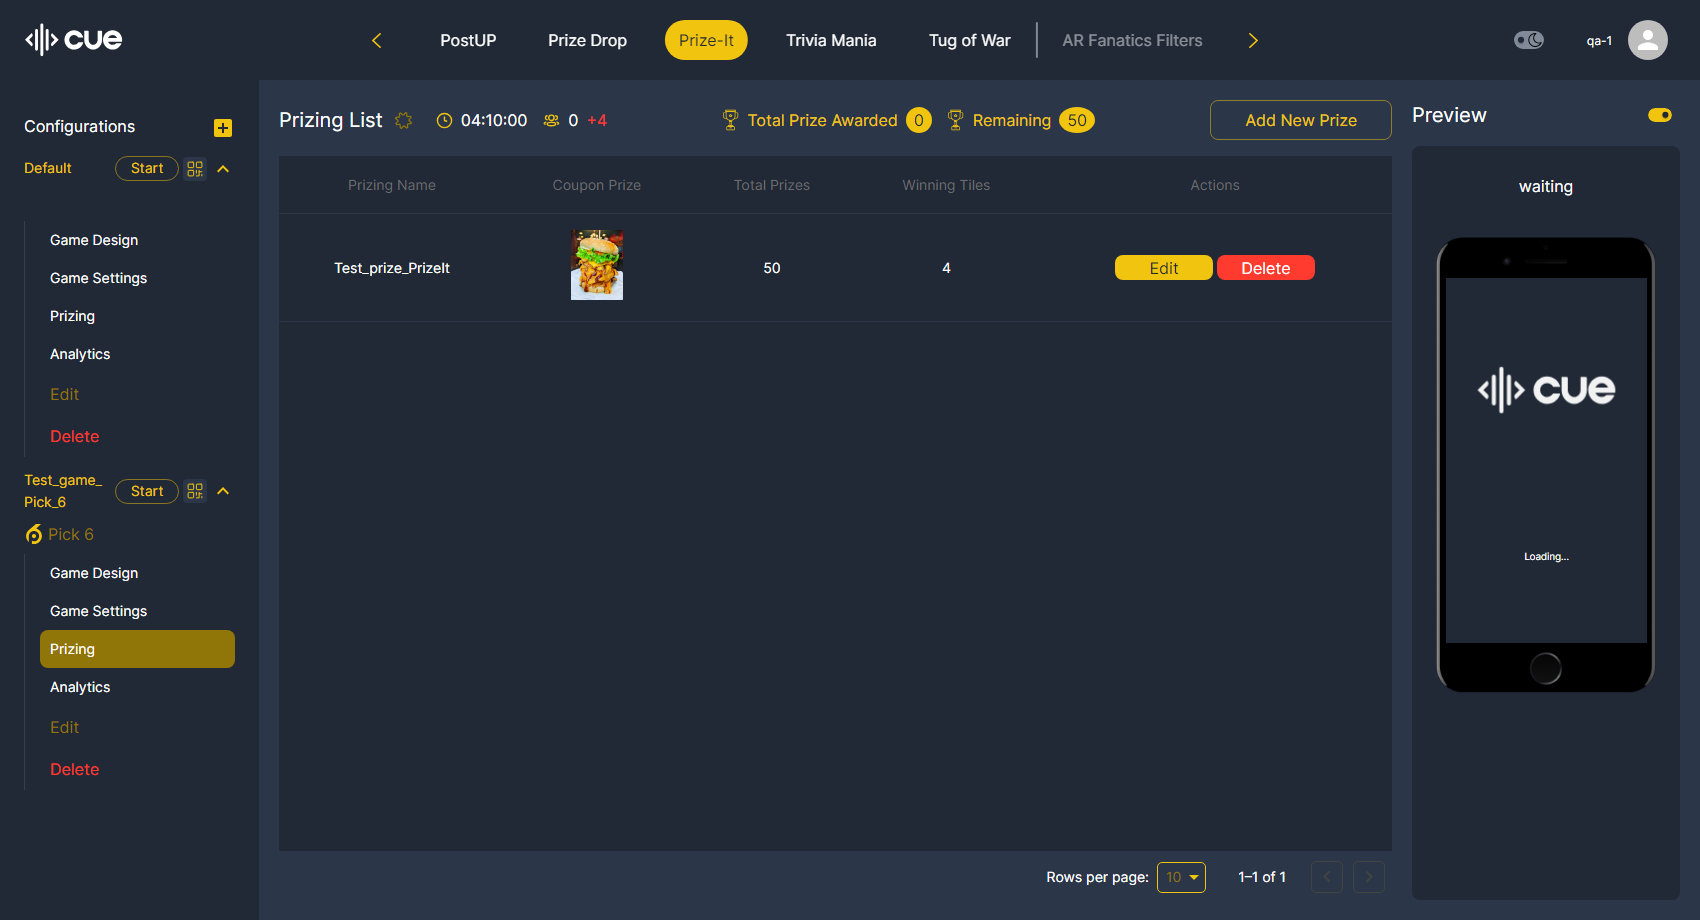 cue
PostUP
Prize Drop
Prize-It
Trivia Mania
Tug of War
AR Fanatics Filters
qa-1
Configurations
Default
Start
Game Design
Game Settings
Prizing
Analytics
Edit
Delete
Test_game_
Pick_6
Start
Pick 6
Game Design
Game Settings
Prizing
Analytics
Edit
Delete
Prizing List
04:10:00
0 +4
Total Prize Awarded 0
Remaining 50
Add New Prize
Prizing Name
Coupon Prize
Total Prizes
Winning Tiles
Actions
Test_prize_PrizeIt
50
4
Edit
Delete
Rows per page: 10
1–1 of 1
Preview
waiting
cue
Loading...